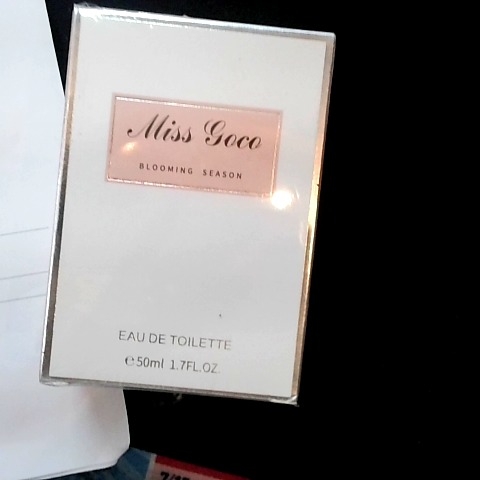 Miss Goco
BLOOMING SEASON
EAU DE TOILETTE
℮50ml 1.7FL.OZ.